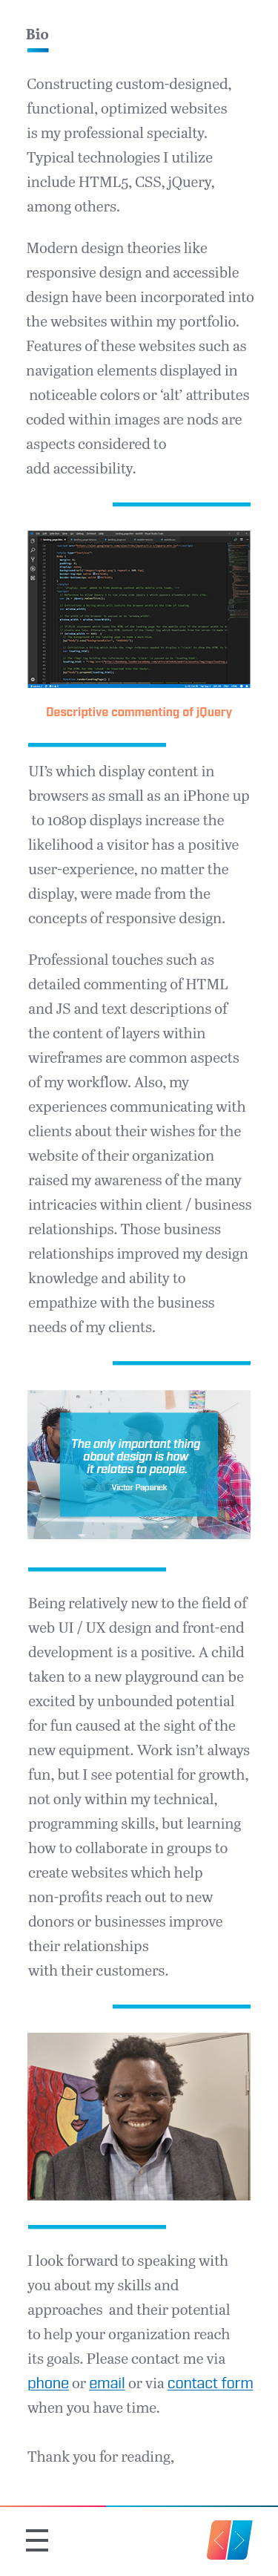 Bio
Constructing custom-designed,
functional, optimized websites
is my professional specialty.
Typical technologies I utilize
include HTML5, CSS, jQuery,
among others.
Modern design theories like
responsive design and accessible
design have been incorporated into
the websites within my portfolio.
Features of these websites such as
navigation elements displayed in
noticeable colors or ‘alt’ attributes
coded within images are nods are
aspects considered to
add accessibility.
Descriptive commenting of jQuery
UI’s which display content in
browsers as small as an iPhone up
to 1080p displays increase the
likelihood a visitor has a positive
user-experience, no matter the
display, were made from the
concepts of responsive design.
Professional touches such as
detailed commenting of HTML
and JS and text descriptions of
the content of layers within
wireframes are common aspects
of my workflow. Also, my
experiences communicating with
clients about their wishes for the
website of their organization
raised my awareness of the many
intricacies within client / business
relationships. Those business
relationships improved my design
knowledge and ability to
empathize with the business
needs of my clients.
The only important thing
about design is how
it relates to people.
Victor Papanek
Being relatively new to the field of
web UI / UX design and front-end
development is a positive. A child
taken to a new playground can be
excited by unbounded potential
for fun caused at the sight of the
new equipment. Work isn’t always
fun, but I see potential for growth,
not only within my technical,
programming skills, but learning
how to collaborate in groups to
create websites which help
non-profits reach out to new
donors or businesses improve
their relationships
with their customers.
I look forward to speaking with
you about my skills and
approaches and their potential
to help your organization reach
its goals. Please contact me via
phone or email or via contact form
when you have time.
Thank you for reading,